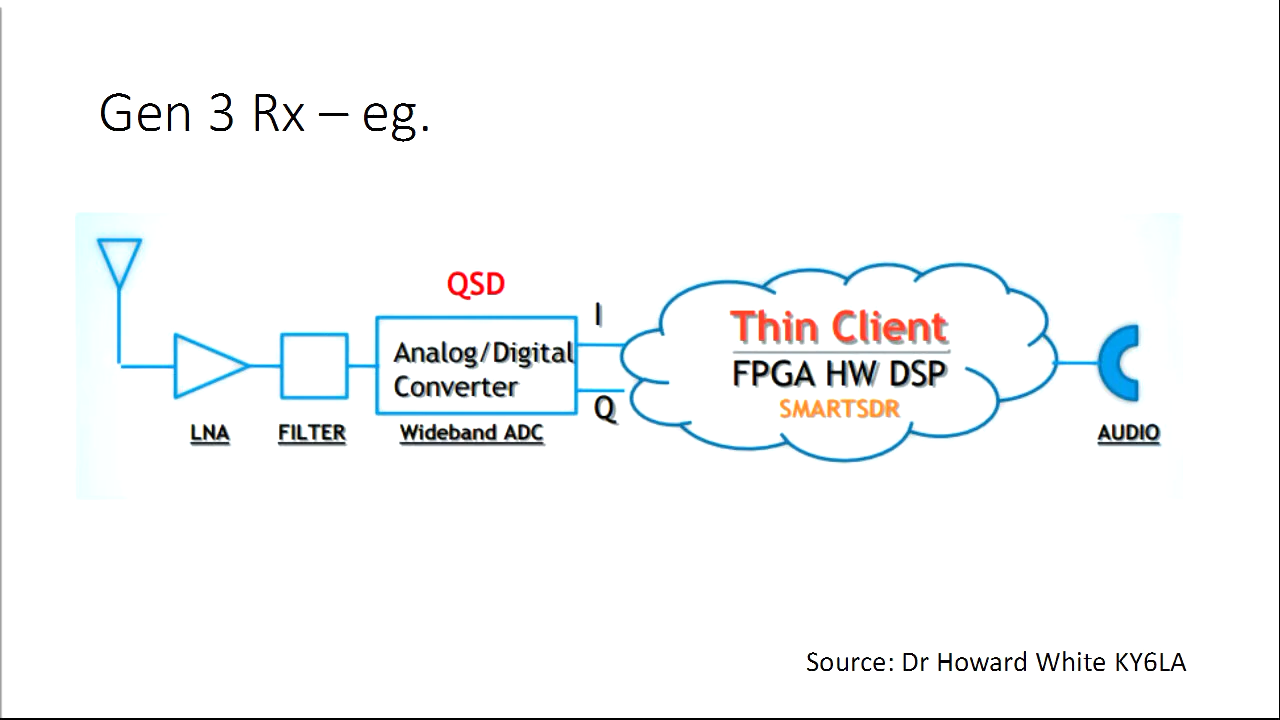 Gen 3 Rx – eg.
QSD
I
Analog/Digital
Converter
Q
Thin Client
FPGA HW DSP
SMARTSDR
LNA
FILTER
Wideband ADC
AUDIO
Source: Dr Howard White KY6LA